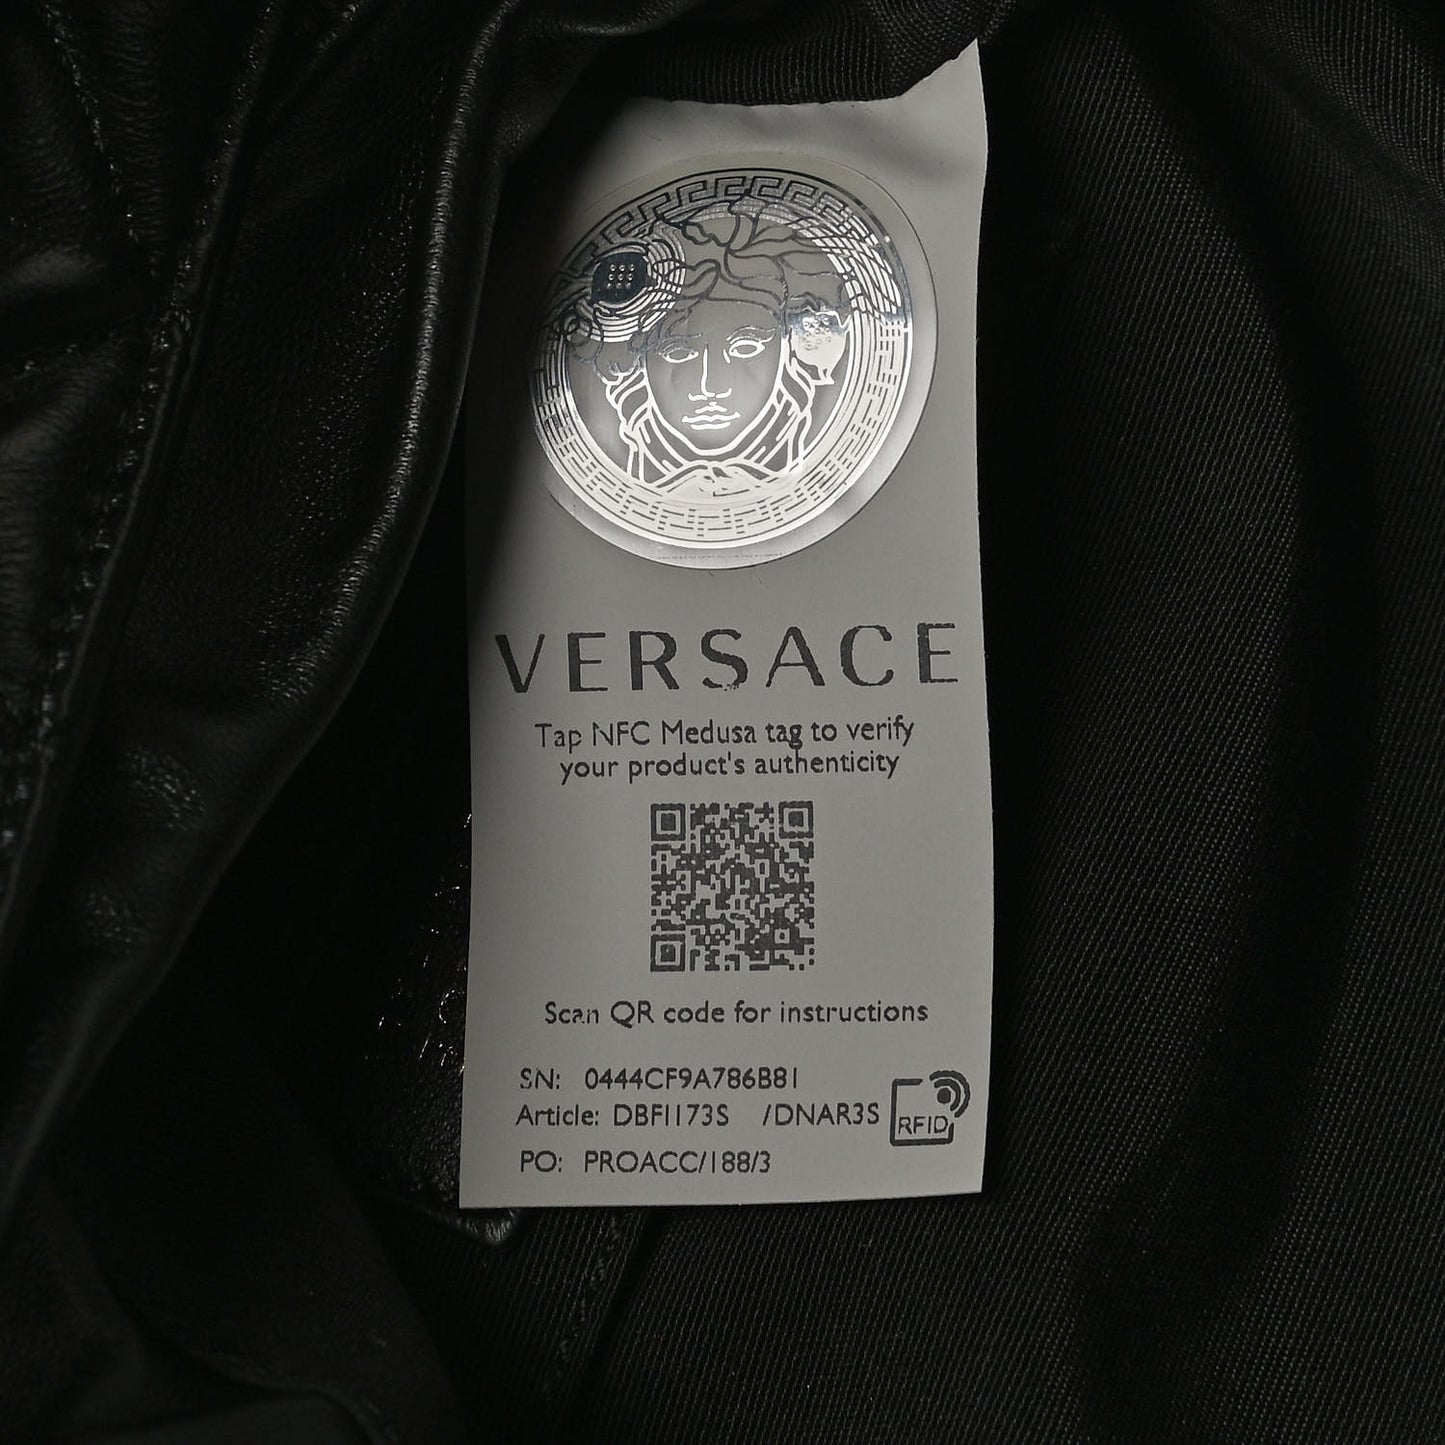 VERSACE
Tap NFC Medusa tag to verify
your product's authenticity
Scan QR code for instructions
SN: 0444CF9A786B81
Article: DBFI173S /DNAR3S
RFID
PO: PROACC/188/3